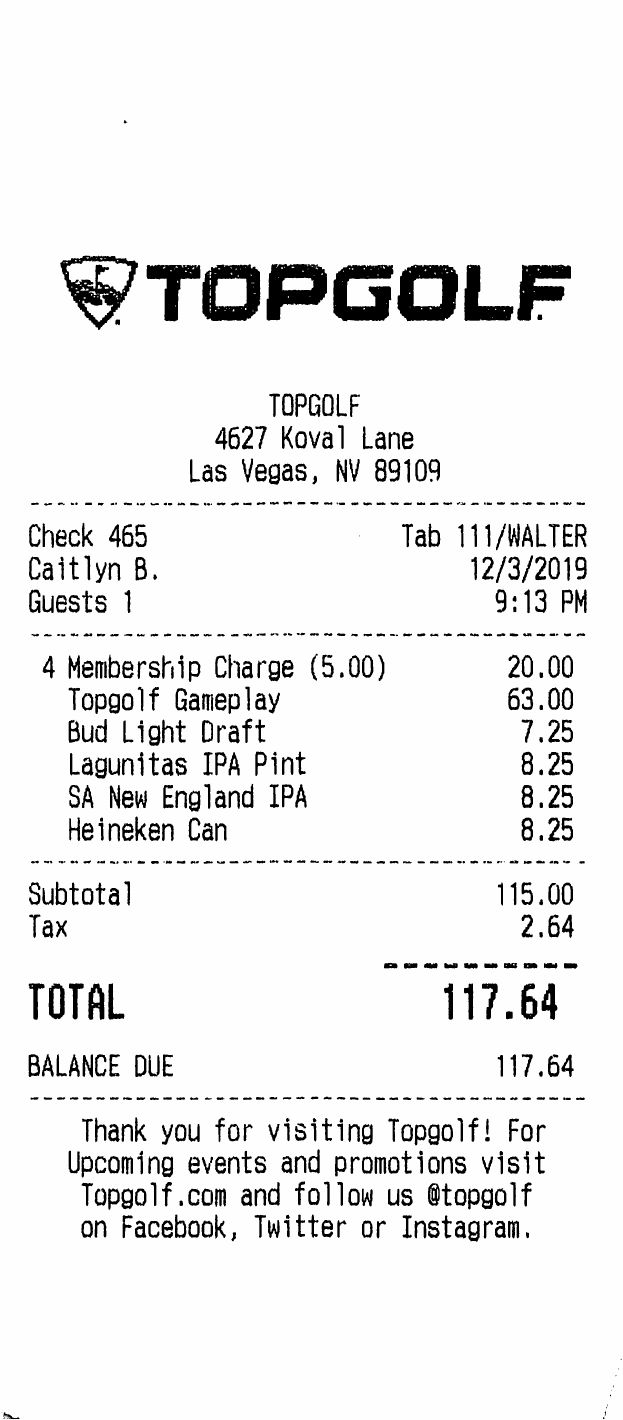 TOPGOLF
TOPGOLF
4627 Koval Lane
Las Vegas, NV 89109
Check 465 Tab 111/WALTER
Caitlyn B. 12/3/2019
Guests 1 9:13 PM
4 Membership Charge (5.00) 20.00
Topgolf Gameplay 63.00
Bud Light Draft 7.25
Lagunitas IPA Pint 8.25
SA New England IPA 8.25
Heineken Can 8.25
Subtotal 115.00
Tax 2.64
TOTAL 117.64
BALANCE DUE 117.64
Thank you for visiting Topgolf! For
Upcoming events and promotions visit
Topgolf.com and follow us @topgolf
on Facebook, Twitter or Instagram.